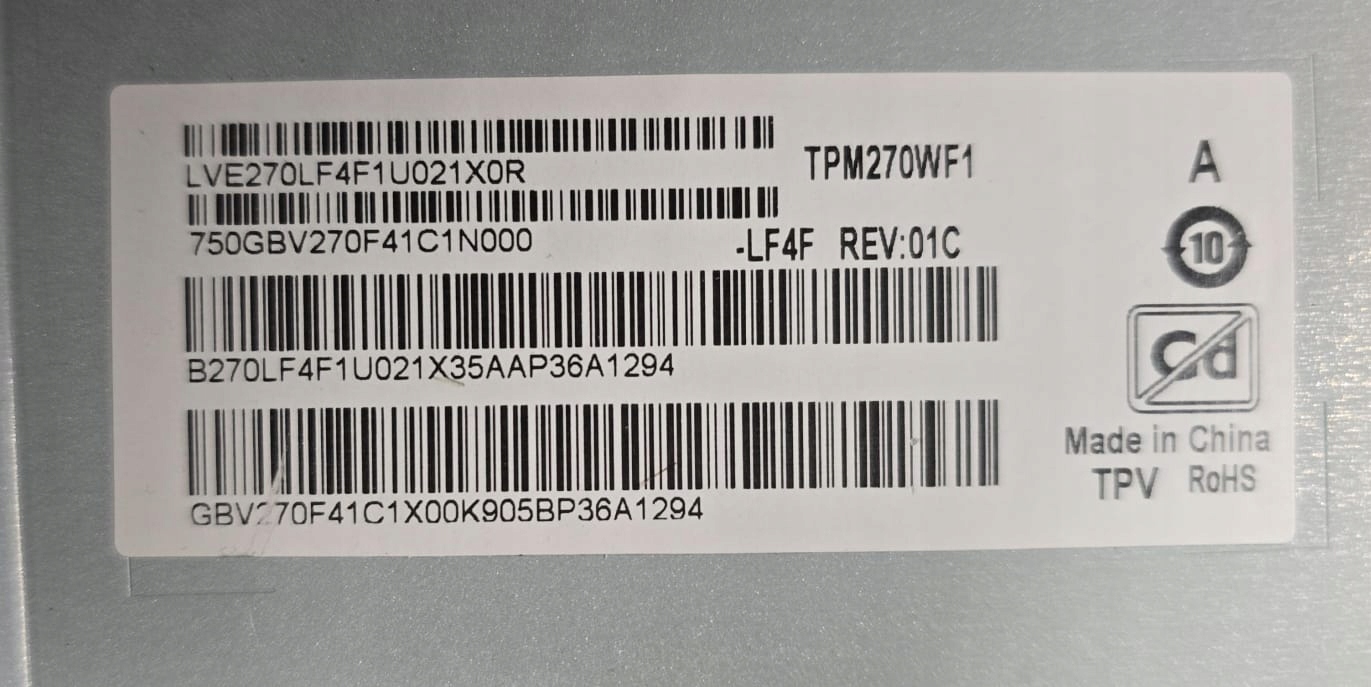 LVE270LF4F1U021X0R
TPM270WF1
A
750GBV270F41C1N000
-LF4F REV:01C
10
B270LF4F1U021X35AAP36A1294
Cd
Made in China
TPV RoHS
GBV270F41C1X00K905BP36A1294